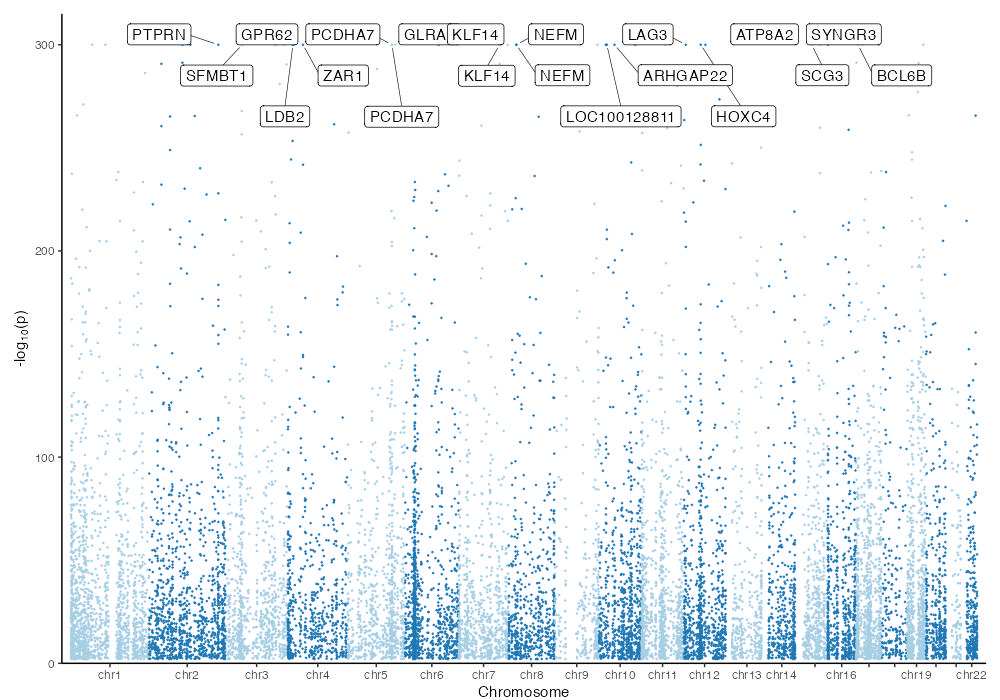 PTPRN GPR62 PCDHA7 GLRA KLF14 NEFM LAG3 ATP8A2 SYNGR3
SFMBT1 ZAR1 KLF14 NEFM ARHGAP22 SCG3 BCL6B
LDB2 PCDHA7 LOC100128811 HOXC4
300
200
100
0
-log10(p)
chr1 chr2 chr3 chr4 chr5 chr6 chr7 chr8 chr9 chr10 chr11 chr12 chr13 chr14 chr16 chr19 chr22
Chromosome